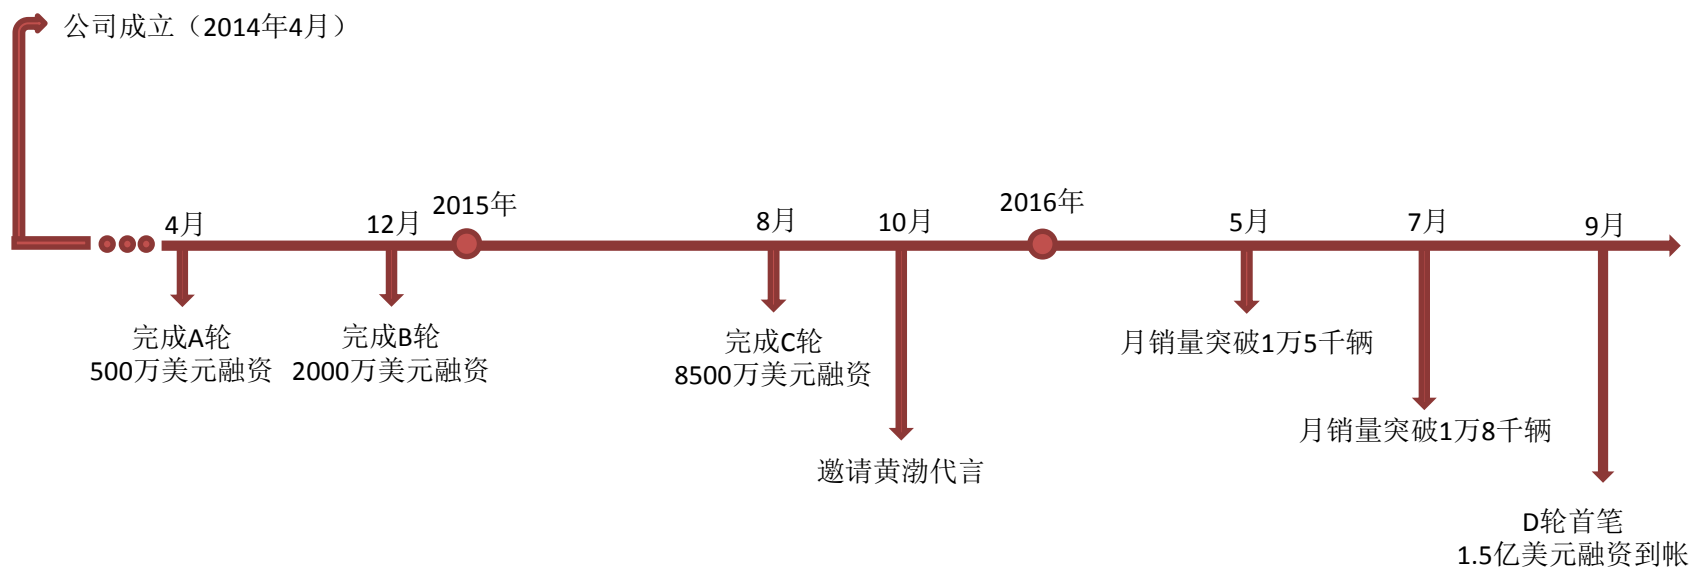 公司成立（2014年4月）
4月
12月
2015年
8月
10月
2016年
5月
7月
9月
完成A轮
500万美元融资
完成B轮
2000万美元融资
完成C轮
8500万美元融资
邀请黄渤代言
月销量突破1万5千辆
月销量突破1万8千辆
D轮首笔
1.5亿美元融资到帐